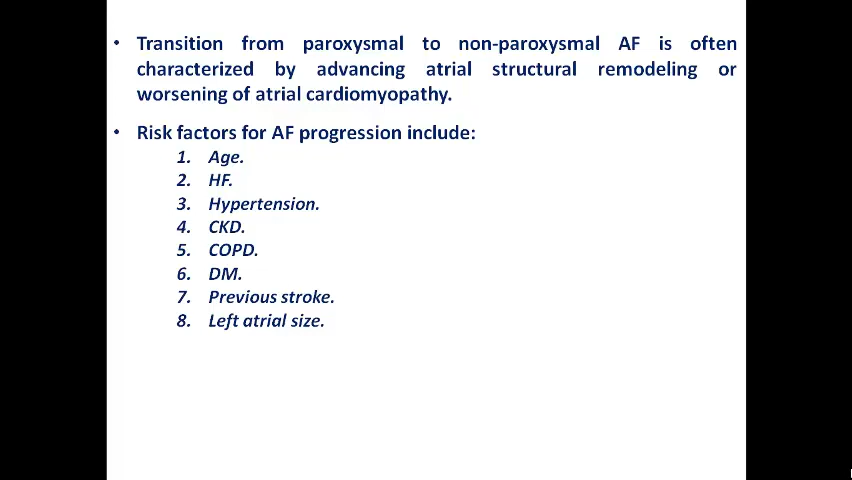 • Transition from paroxysmal to non-paroxysmal AF is often
characterized by advancing atrial structural remodeling or
worsening of atrial cardiomyopathy.
• Risk factors for AF progression include:
1. Age.
2. HF.
3. Hypertension.
4. CKD.
5. COPD.
6. DM.
7. Previous stroke.
8. Left atrial size.